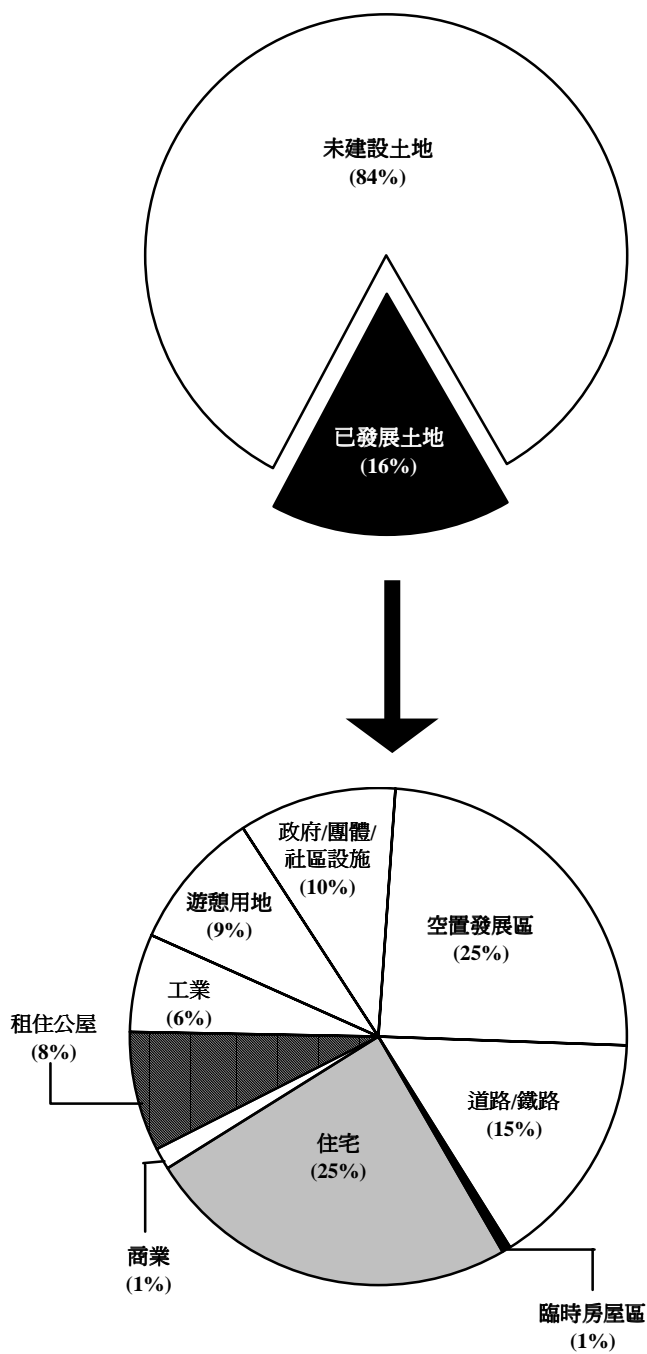 未建設土地
(84%)
已發展土地
(16%)
政府/團體/
社區設施
(10%)
空置發展區
(25%)
遊憩用地
(9%)
工業
(6%)
租住公屋
(8%)
道路/鐵路
(15%)
住宅
(25%)
商業
(1%)
臨時房屋區
(1%)